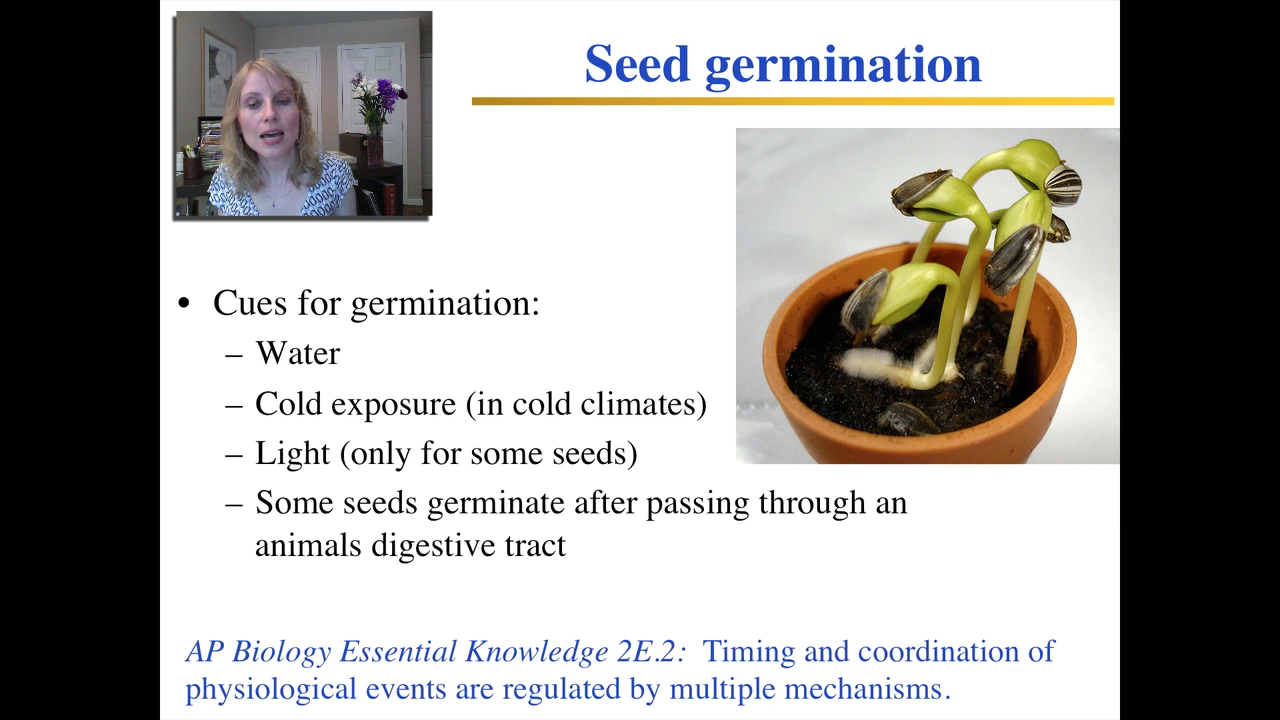 Seed germination
• Cues for germination:
– Water
– Cold exposure (in cold climates)
– Light (only for some seeds)
– Some seeds germinate after passing through an
animals digestive tract
AP Biology Essential Knowledge 2E.2: Timing and coordination of
physiological events are regulated by multiple mechanisms.